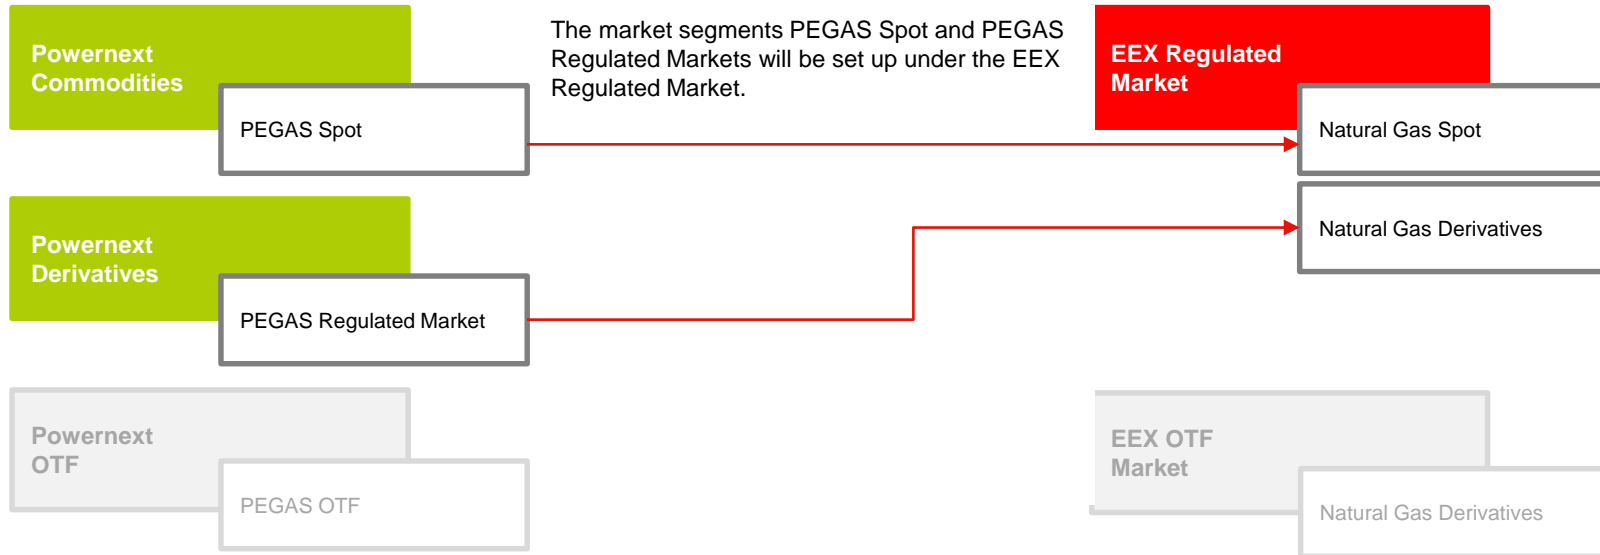 Powernext
Commodities
PEGAS Spot
The market segments PEGAS Spot and PEGAS
Regulated Markets will be set up under the EEX
Regulated Market.
EEX Regulated
Market
Natural Gas Spot
Powernext
Derivatives
PEGAS Regulated Market
Natural Gas Derivatives
Powernext
OTF
PEGAS OTF
EEX OTF
Market
Natural Gas Derivatives